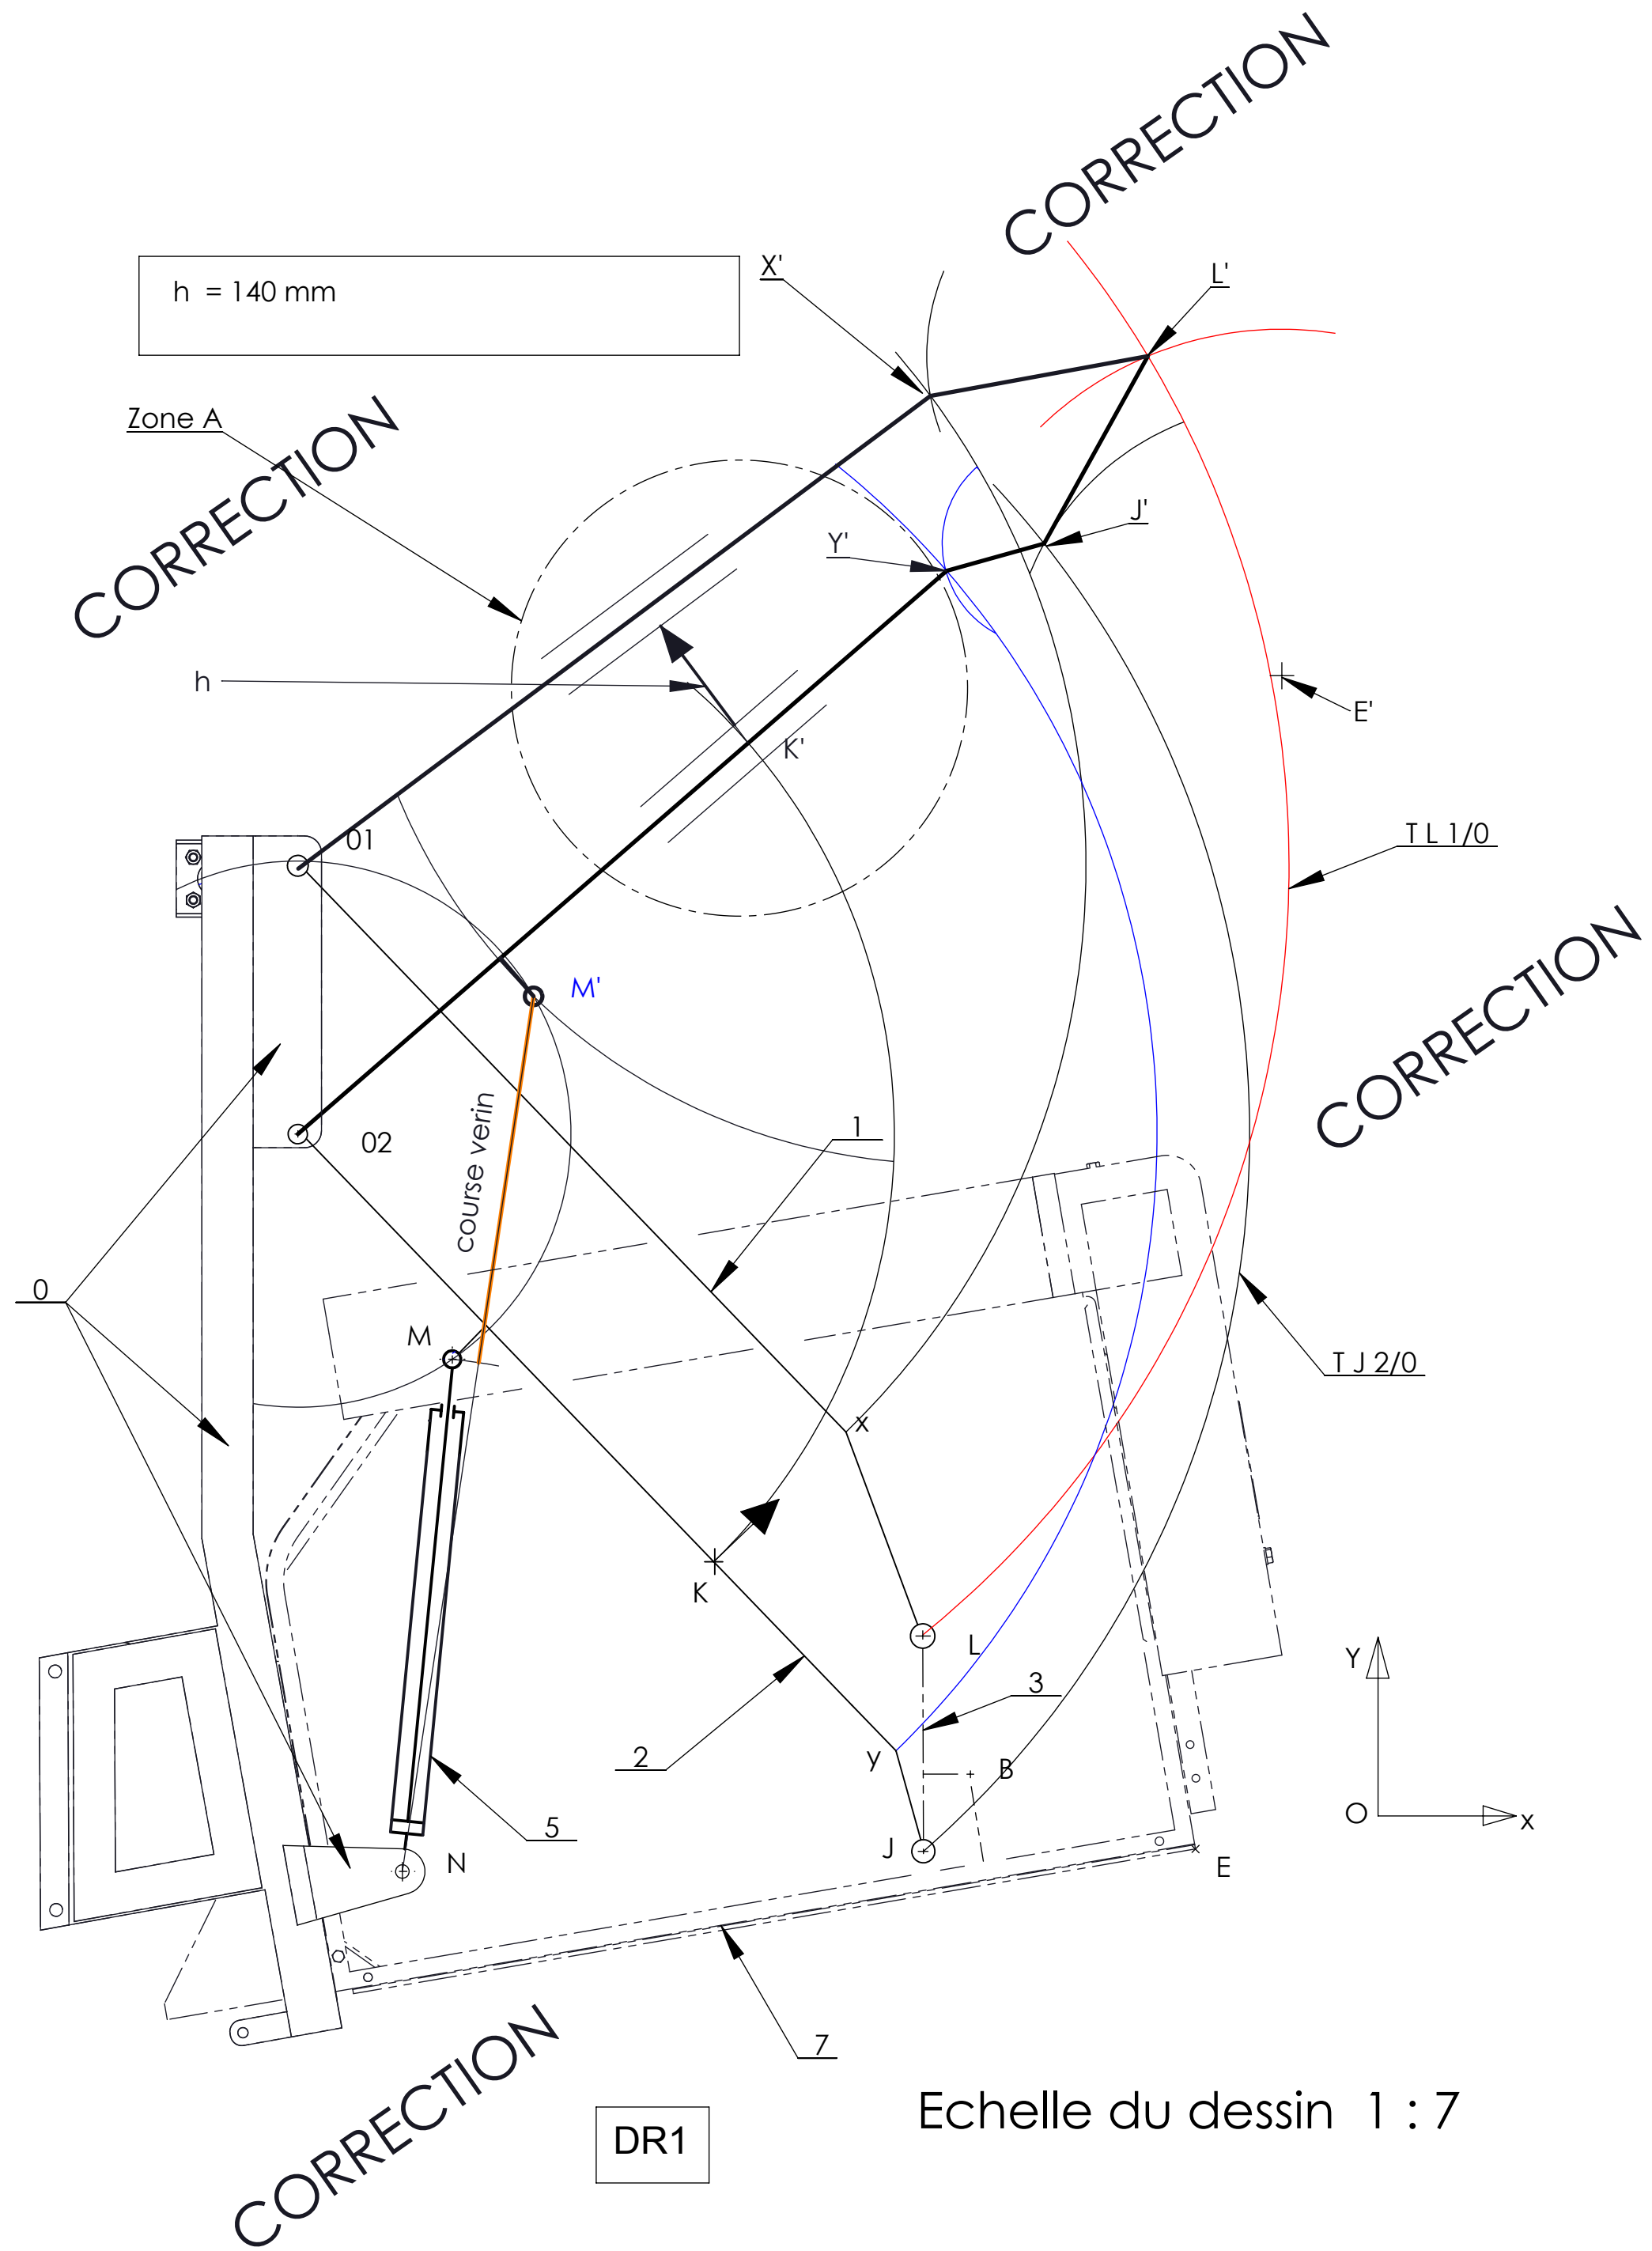 CORRECTION
X'
L'
h = 140 mm
Zone A
CORRECTION
J'
Y'
h
E'
K'
01
T L 1/0
CORRECTION
M'
course verin
1
02
0
M
T J 2/0
x
K
L
Y
3
2
y
B
O
x
5
J
N
E
7
CORRECTION
Echelle du dessin 1 : 7
DR1